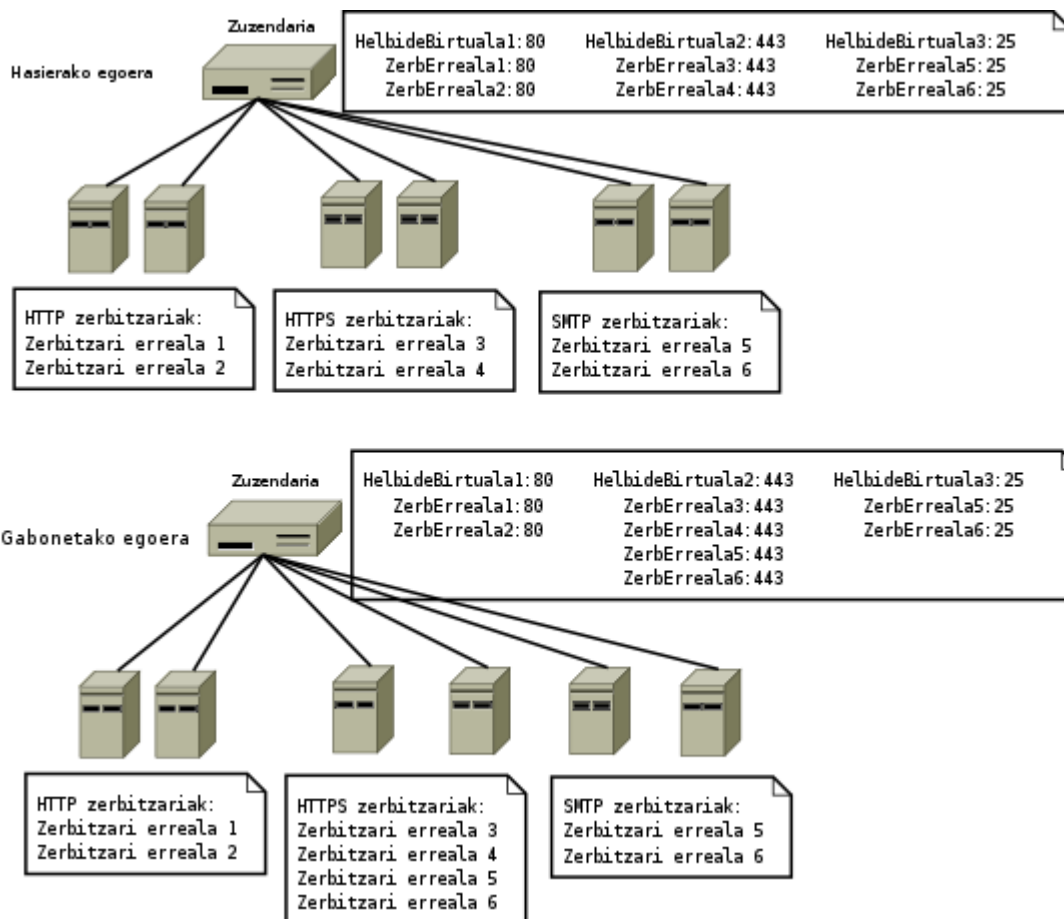 Zuzendaria
Hasierako egoera
HelbideBirtuala1:80 HelbideBirtuala2:443 HelbideBirtuala3:25
ZerbErreala1:80 ZerbErreala3:443 ZerbErreala5:25
ZerbErreala2:80 ZerbErreala4:443 ZerbErreala6:25
HTTP zerbitzariak:
Zerbitzari erreala 1
Zerbitzari erreala 2
HTTPS zerbitzariak:
Zerbitzari erreala 3
Zerbitzari erreala 4
SMTP zerbitzariak:
Zerbitzari erreala 5
Zerbitzari erreala 6
Zuzendaria
Gabonetako egoera
HelbideBirtuala1:80 HelbideBirtuala2:443 HelbideBirtuala3:25
ZerbErreala1:80 ZerbErreala3:443 ZerbErreala5:25
ZerbErreala2:80 ZerbErreala4:443 ZerbErreala6:25
ZerbErreala5:443
ZerbErreala6:443
HTTP zerbitzariak:
Zerbitzari erreala 1
Zerbitzari erreala 2
HTTPS zerbitzariak:
Zerbitzari erreala 3
Zerbitzari erreala 4
Zerbitzari erreala 5
Zerbitzari erreala 6
SMTP zerbitzariak:
Zerbitzari erreala 5
Zerbitzari erreala 6